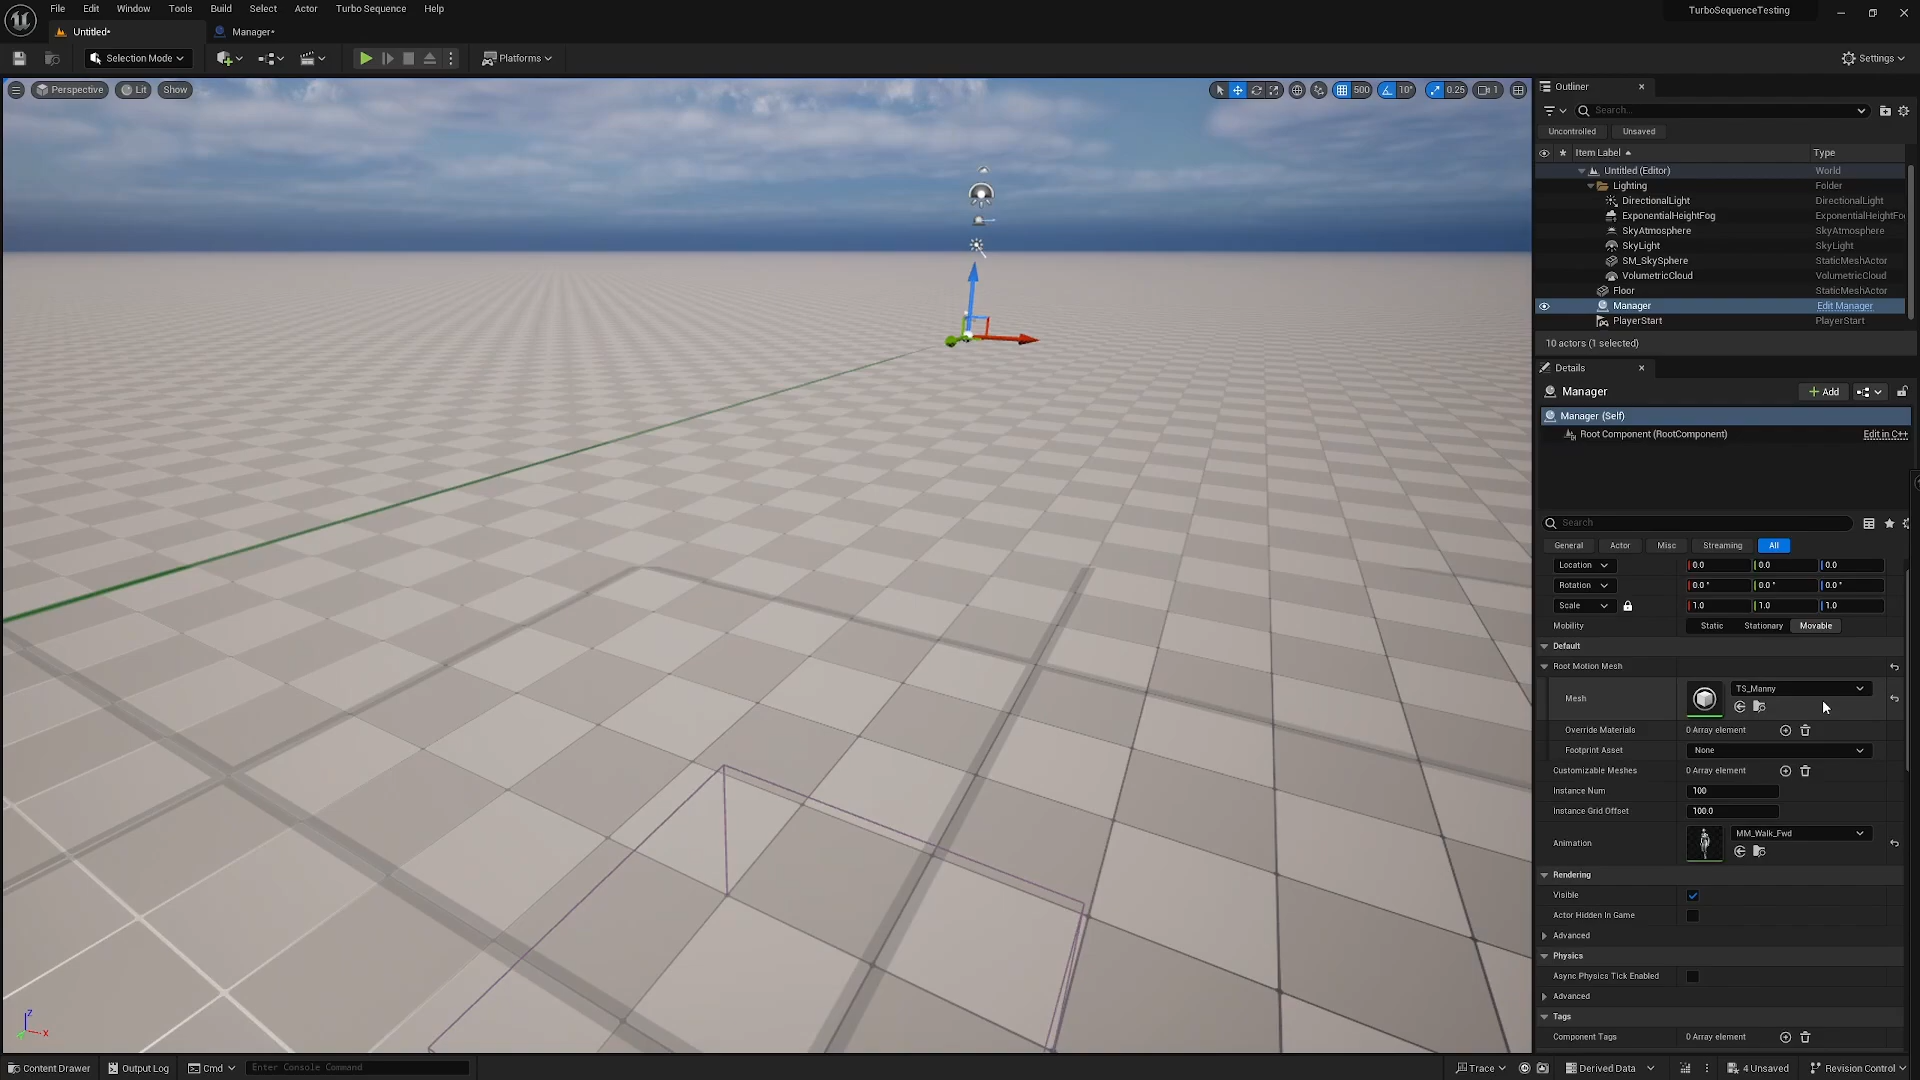 File Edit Window Tools Build Select Actor Turbo Sequence Help
TurboSequenceTesting
Untitled* Manager*
Selection Mode Platforms Settings
Perspective Lit Show 500 10° 0.25 1
Outliner
Search...
Uncontrolled Unsaved
Item Label Type
Untitled (Editor) World
Lighting Folder
DirectionalLight DirectionalLight
ExponentialHeightFog ExponentialHeightFo
SkyAtmosphere SkyAtmosphere
SkyLight SkyLight
SM_SkySphere StaticMeshActor
VolumetricCloud VolumetricCloud
Floor StaticMeshActor
Manager Edit Manager
PlayerStart PlayerStart
10 actors (1 selected)
Details
Manager Add
Manager (Self)
Root Component (RootComponent) Edit in C++
Search
General Actor Misc Streaming All
Location 0.0 0.0 0.0
Rotation 0.0 ° 0.0 ° 0.0 °
Scale 1.0 1.0 1.0
Mobility Static Stationary Movable
Default
Root Motion Mesh
Mesh TS_Manny
Override Materials 0 Array element
Footprint Asset None
Customizable Meshes 0 Array element
Instance Num 100
Instance Grid Offset 100.0
Animation MM_Walk_Fwd
Rendering
Visible
Actor Hidden In Game
Advanced
Physics
Async Physics Tick Enabled
Advanced
Tags
Component Tags 0 Array element
Z
X
Content Drawer Output Log Cmd Enter Console Command Trace Derived Data 4 Unsaved Revision Control